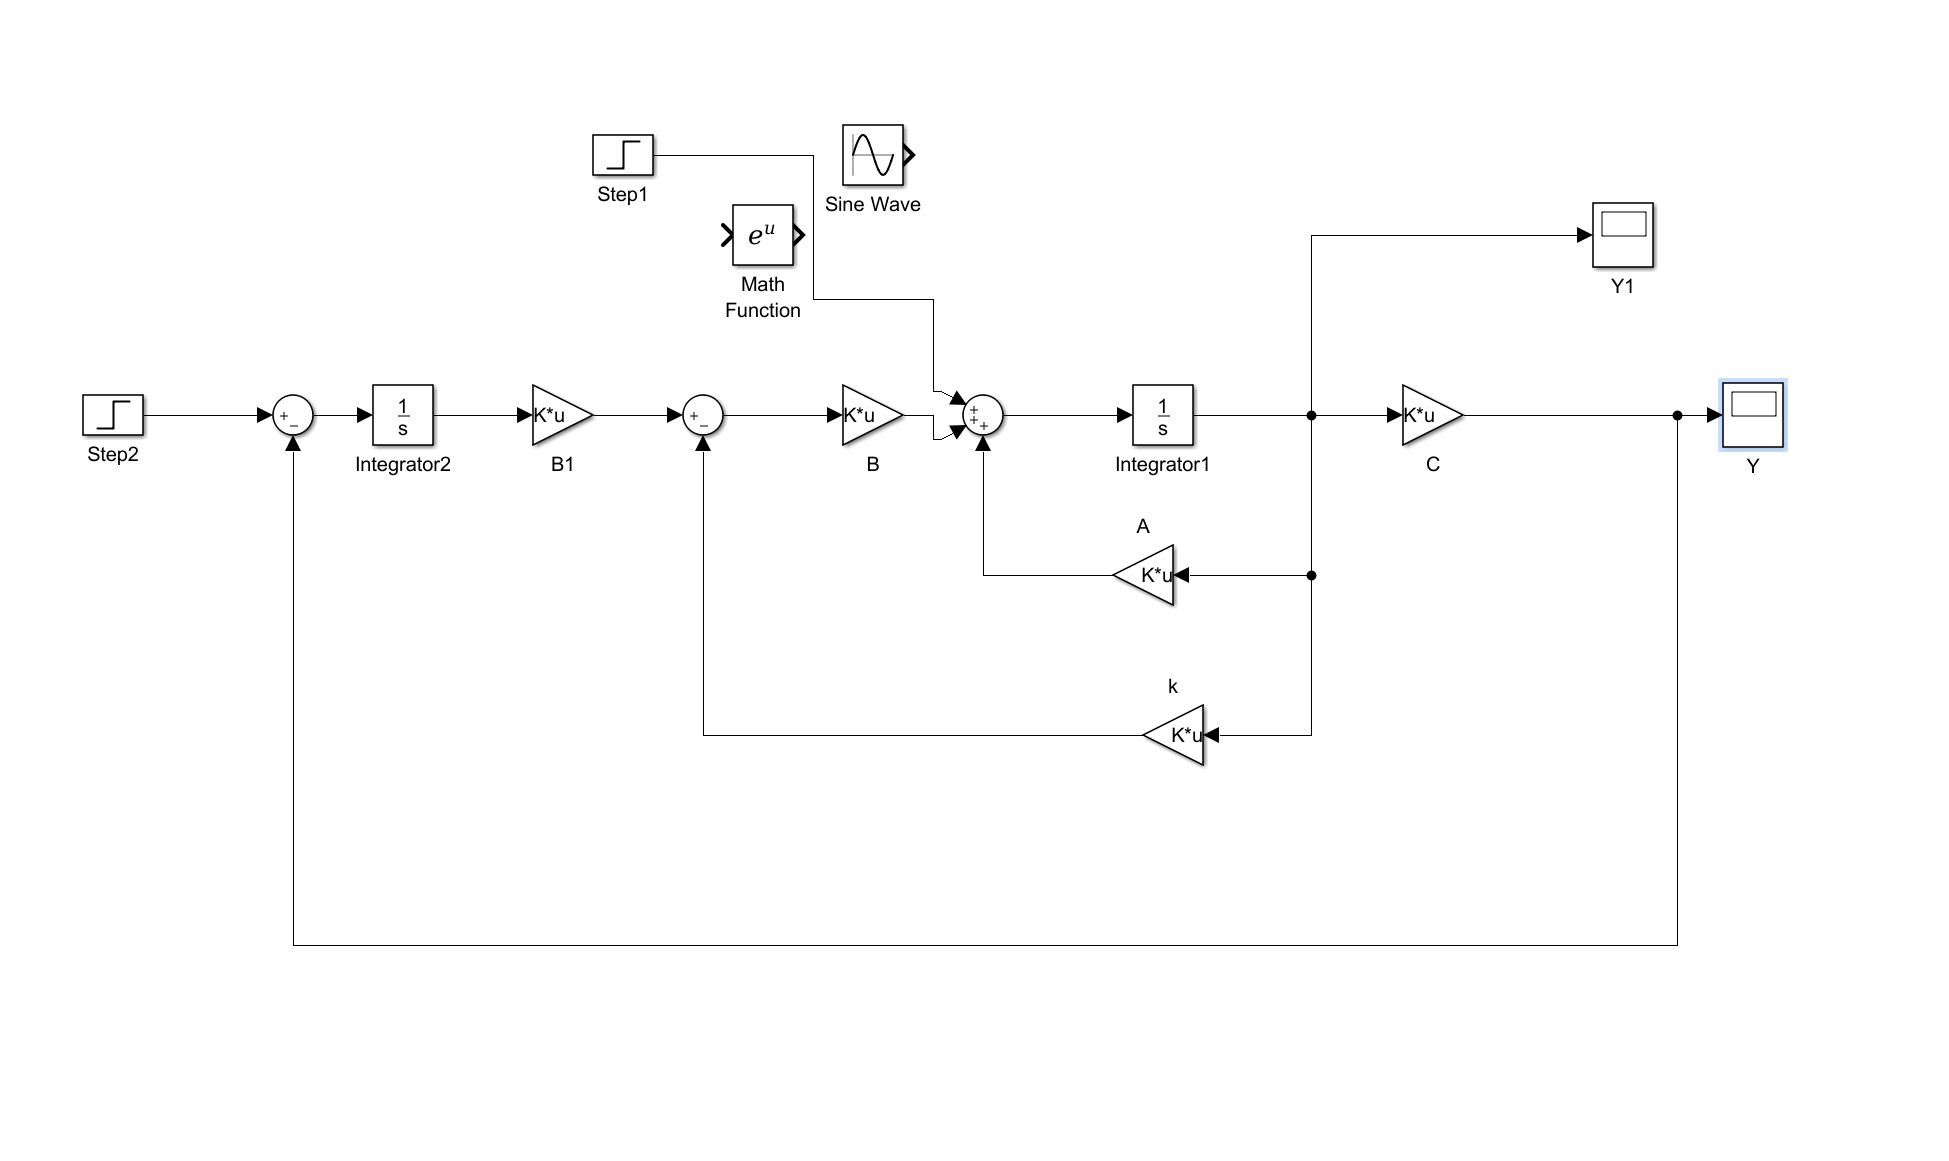 Step1
Sine Wave
e^u
Math
Function
Y1
Step2
+
−
1
s
Integrator2
K*u
B1
+
−
K*u
B
+
+
+
1
s
Integrator1
K*u
C
Y
A
K*u
k
K*u